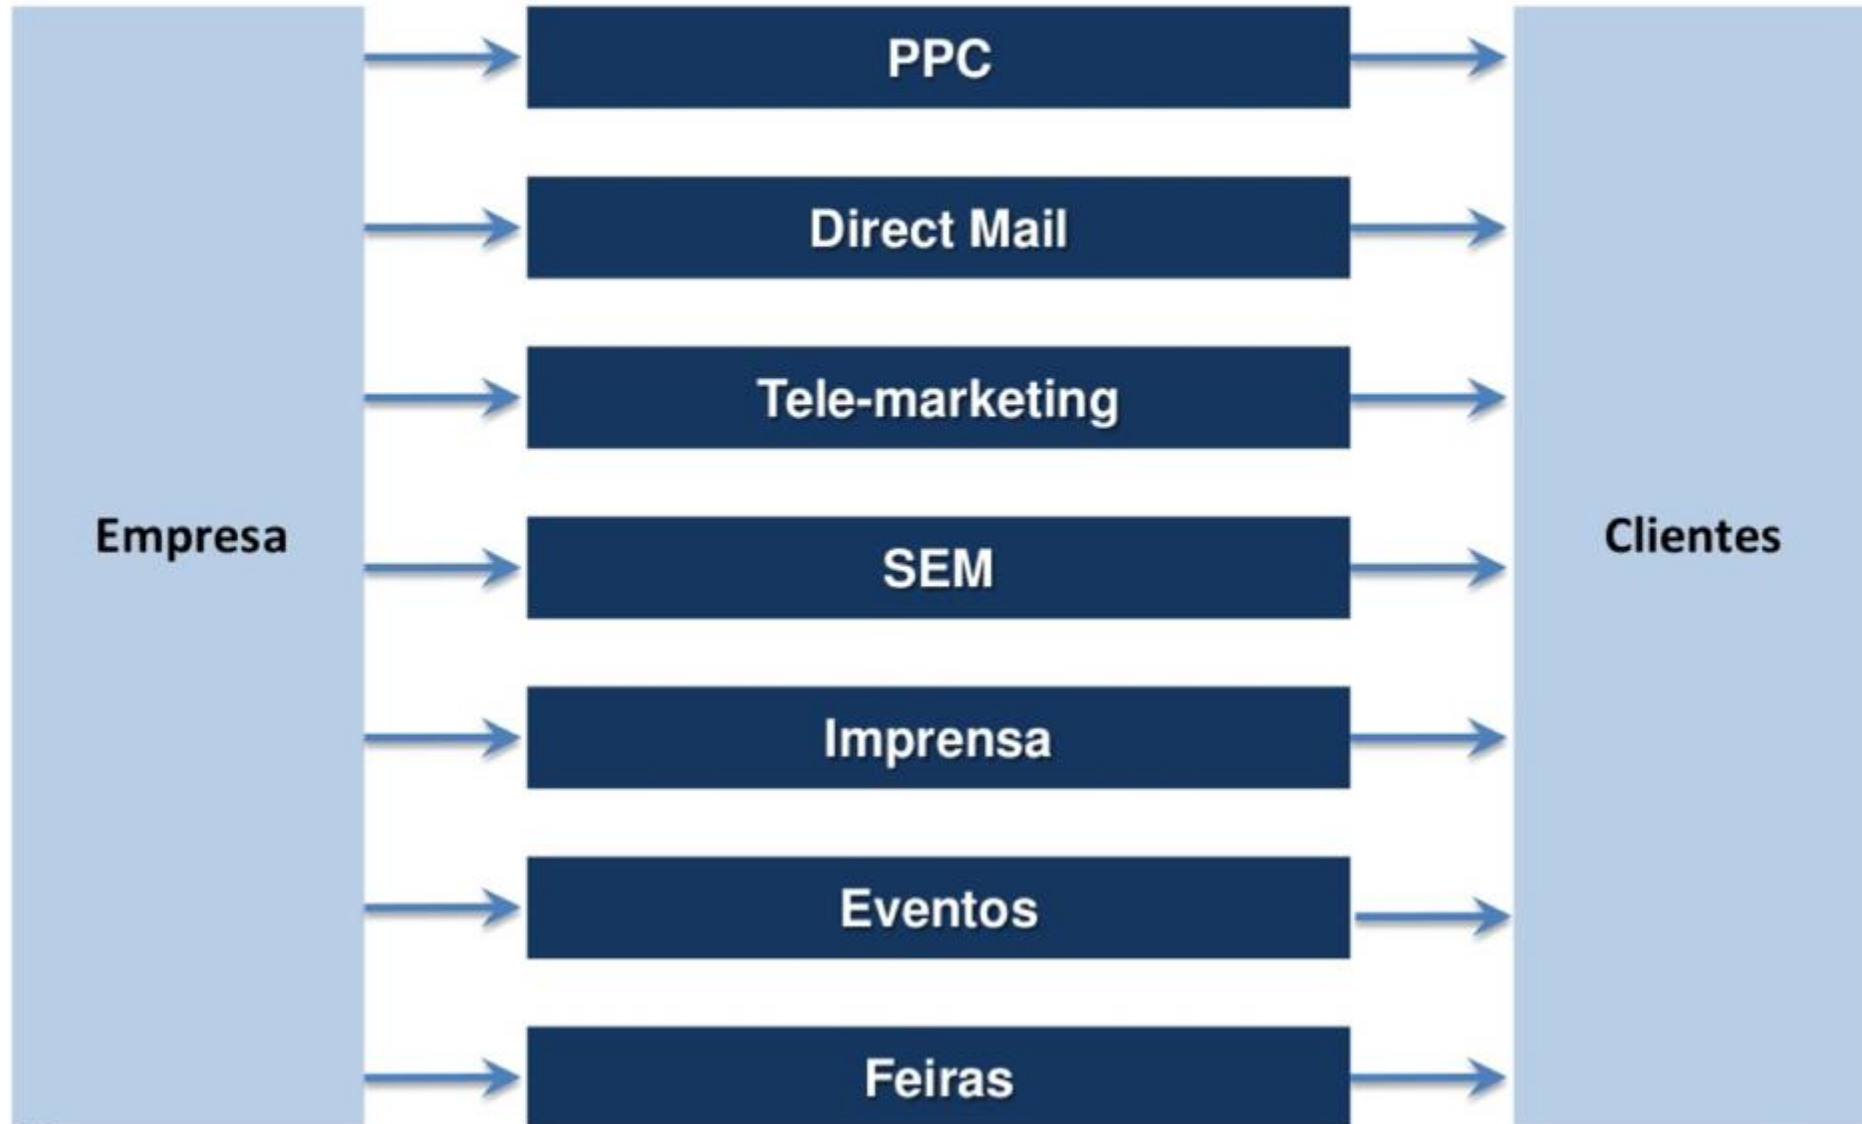 PPC
Direct Mail
Tele-marketing
Empresa
SEM
Clientes
Imprensa
Eventos
Feiras